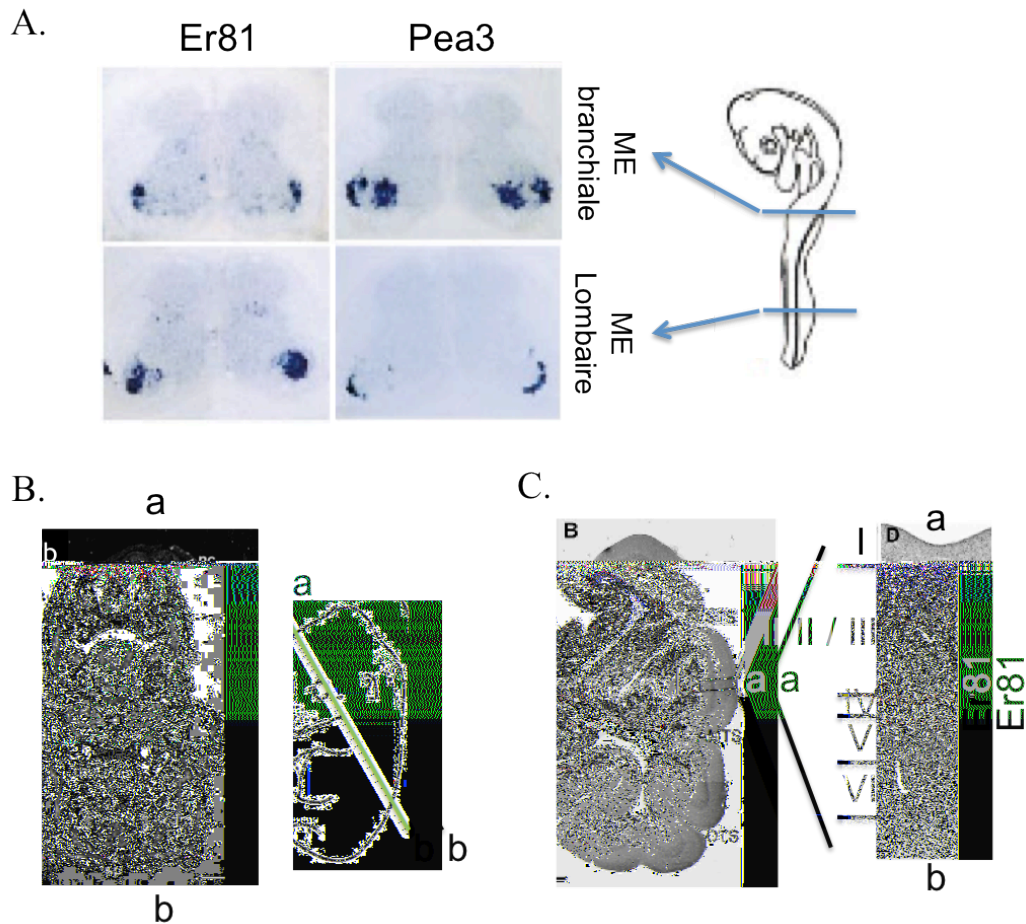 A.
Er81
Pea3
ME
branchiale
ME
Lombaire
B.
a
b
a
b
b
b
C.
B
a
a
I
II / III
IV
V
VI
D
a
Er81
Er81
b